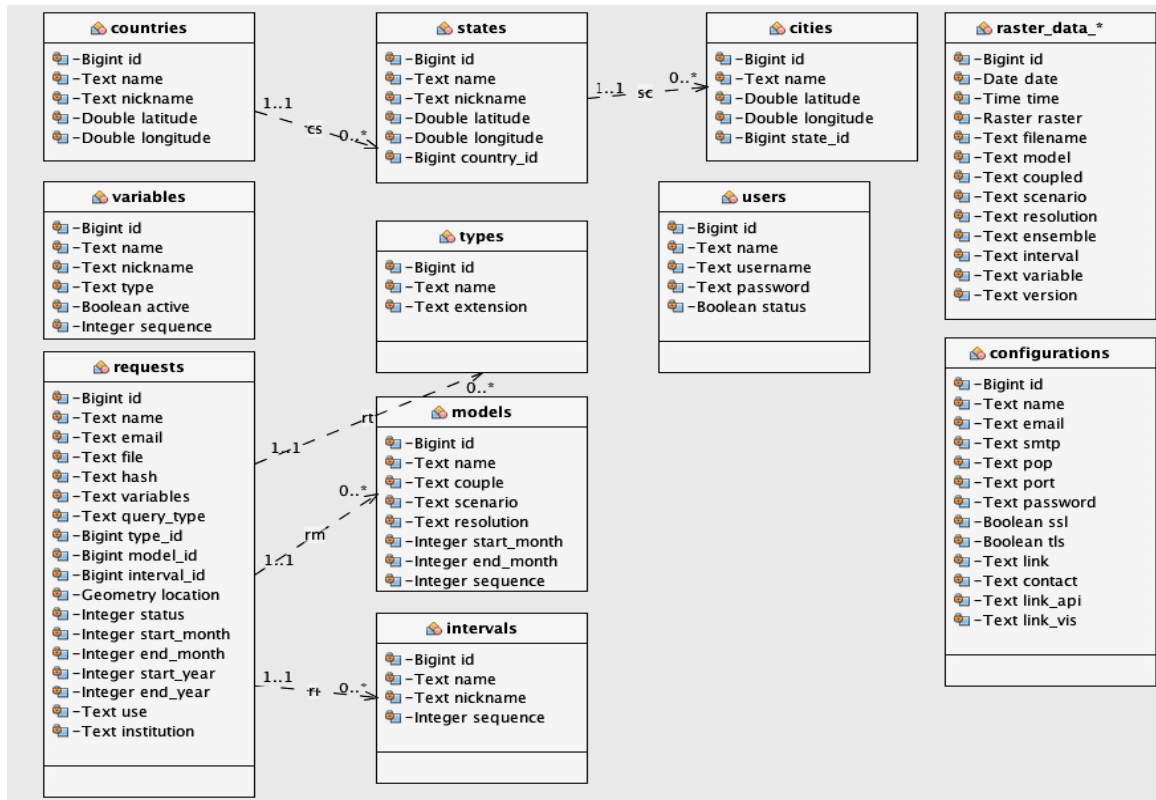 countries
-Bigint id
-Text name
-Text nickname
-Double latitude
-Double longitude
states
-Bigint id
-Text name
-Text nickname
-Double latitude
-Double longitude
-Bigint country_id
cities
-Bigint id
-Text name
-Double latitude
-Double longitude
-Bigint state_id
raster_data_*
-Bigint id
-Date date
-Time time
-Raster raster
-Text filename
-Text model
-Text coupled
-Text scenario
-Text resolution
-Text ensemble
-Text interval
-Text variable
-Text version
1..1
cs
0..*
1..1
sc
0..*
variables
-Bigint id
-Text name
-Text nickname
-Text type
-Boolean active
-Integer sequence
types
-Bigint id
-Text name
-Text extension
users
-Bigint id
-Text name
-Text username
-Text password
-Boolean status
requests
-Bigint id
-Text name
-Text email
-Text file
-Text hash
-Text variables
-Text query_type
-Bigint type_id
-Bigint model_id
-Bigint interval_id
-Geometry location
-Integer status
-Integer start_month
-Integer end_month
-Integer start_year
-Integer end_year
-Text use
-Text institution
1..1
rt
0..*
1..1
rm
0..*
1..1
0..*
models
-Bigint id
-Text name
-Text couple
-Text scenario
-Text resolution
-Integer start_month
-Integer end_month
-Integer sequence
intervals
-Bigint id
-Text name
-Text nickname
-Integer sequence
configurations
-Bigint id
-Text name
-Text email
-Text smtp
-Text pop
-Text port
-Text password
-Boolean ssl
-Boolean tls
-Text link
-Text contact
-Text link_api
-Text link_vis